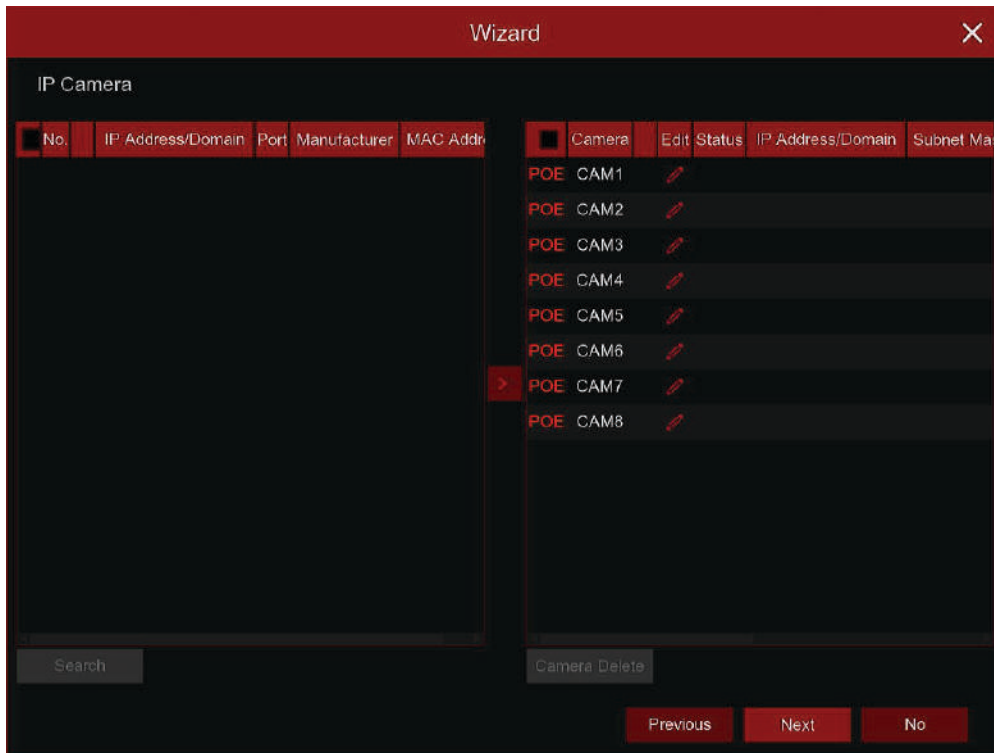 Wizard
IP Camera
No. IP Address/Domain Port Manufacturer MAC Addr
Camera Edit Status IP Address/Domain Subnet Ma
POE CAM1
POE CAM2
POE CAM3
POE CAM4
POE CAM5
POE CAM6
>
POE CAM7
POE CAM8
Search
Camera Delete
Previous Next No